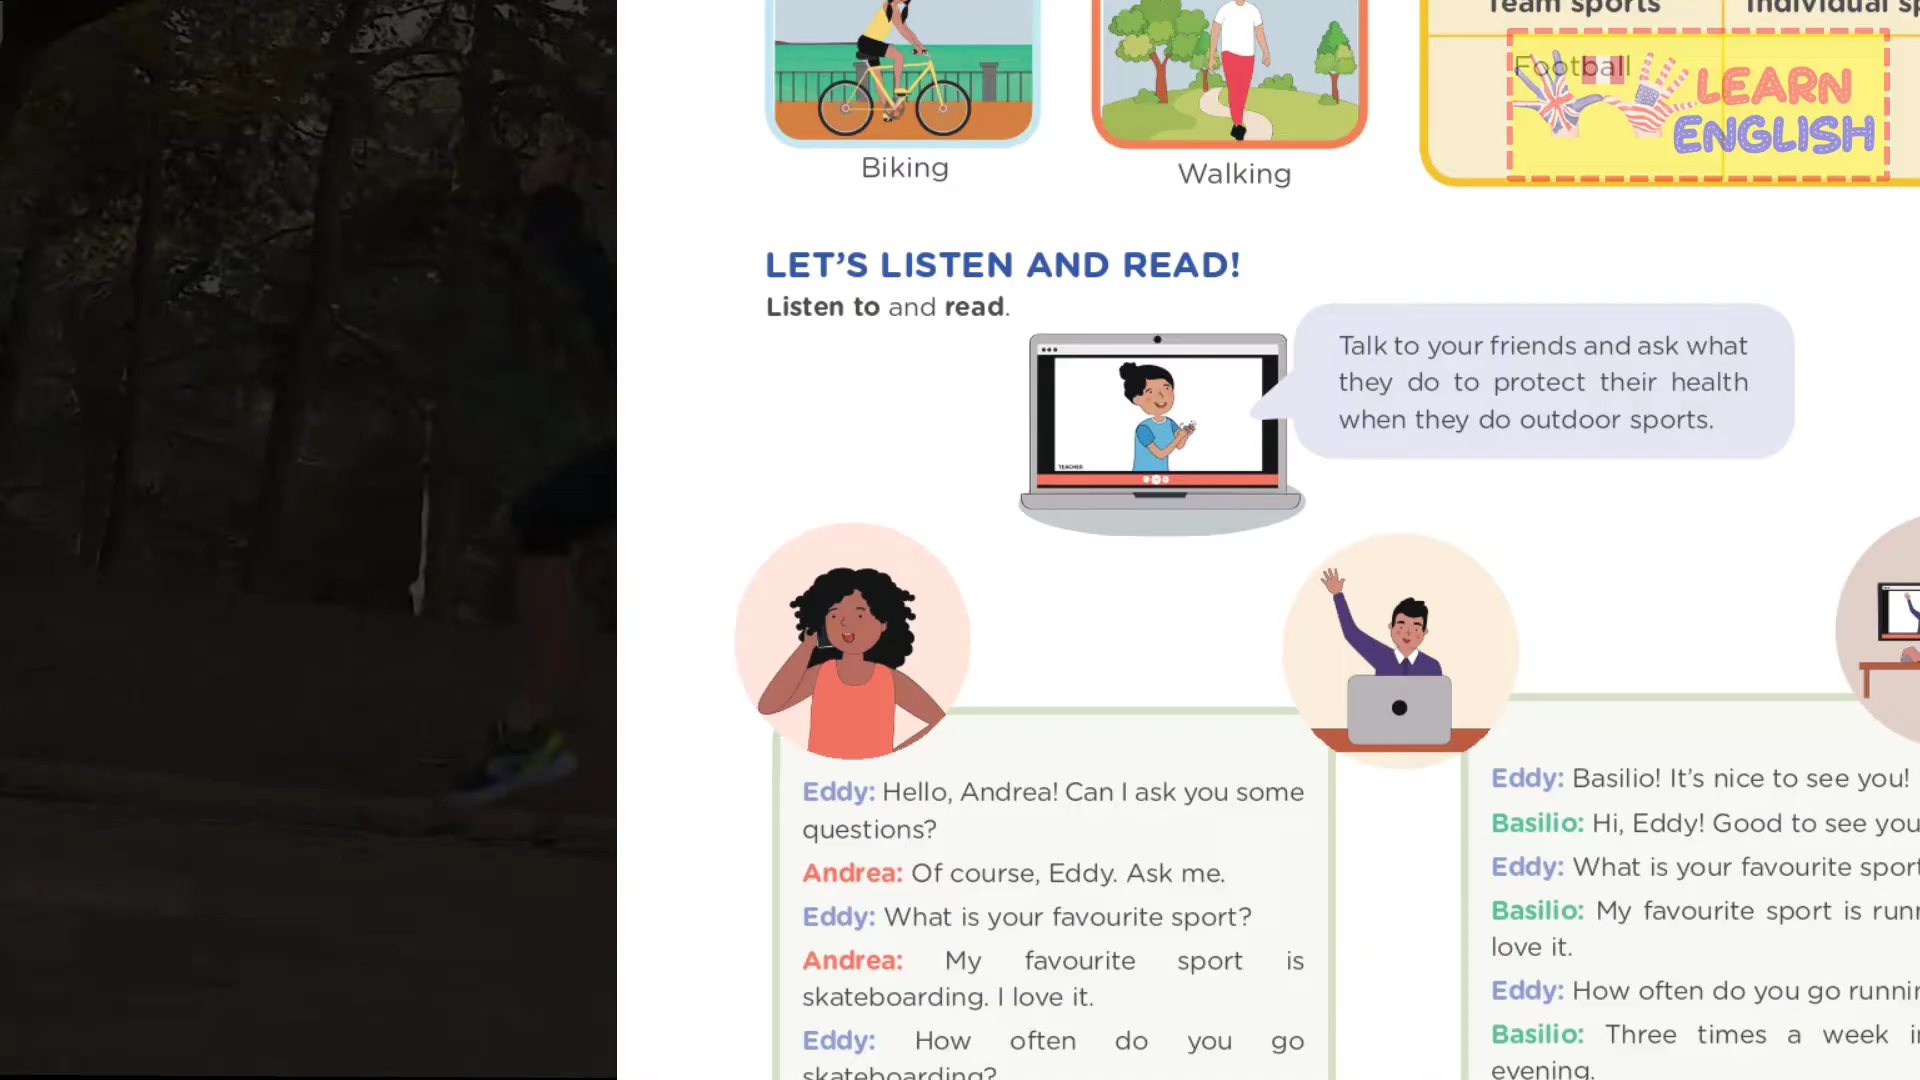 Team sports
Individual sp
Football
LEARN
ENGLISH
Biking
Walking
LET'S LISTEN AND READ!
Listen to and read.
Talk to your friends and ask what
they do to protect their health
when they do outdoor sports.
TEACHER
Eddy: Hello, Andrea! Can I ask you some
questions?
Andrea: Of course, Eddy. Ask me.
Eddy: What is your favourite sport?
Andrea: My favourite sport is
skateboarding. I love it.
Eddy: How often do you go
skateboarding?
Eddy: Basilio! It's nice to see you!
Basilio: Hi, Eddy! Good to see you
Eddy: What is your favourite sport
Basilio: My favourite sport is runn
love it.
Eddy: How often do you go runnin
Basilio: Three times a week in
evening.